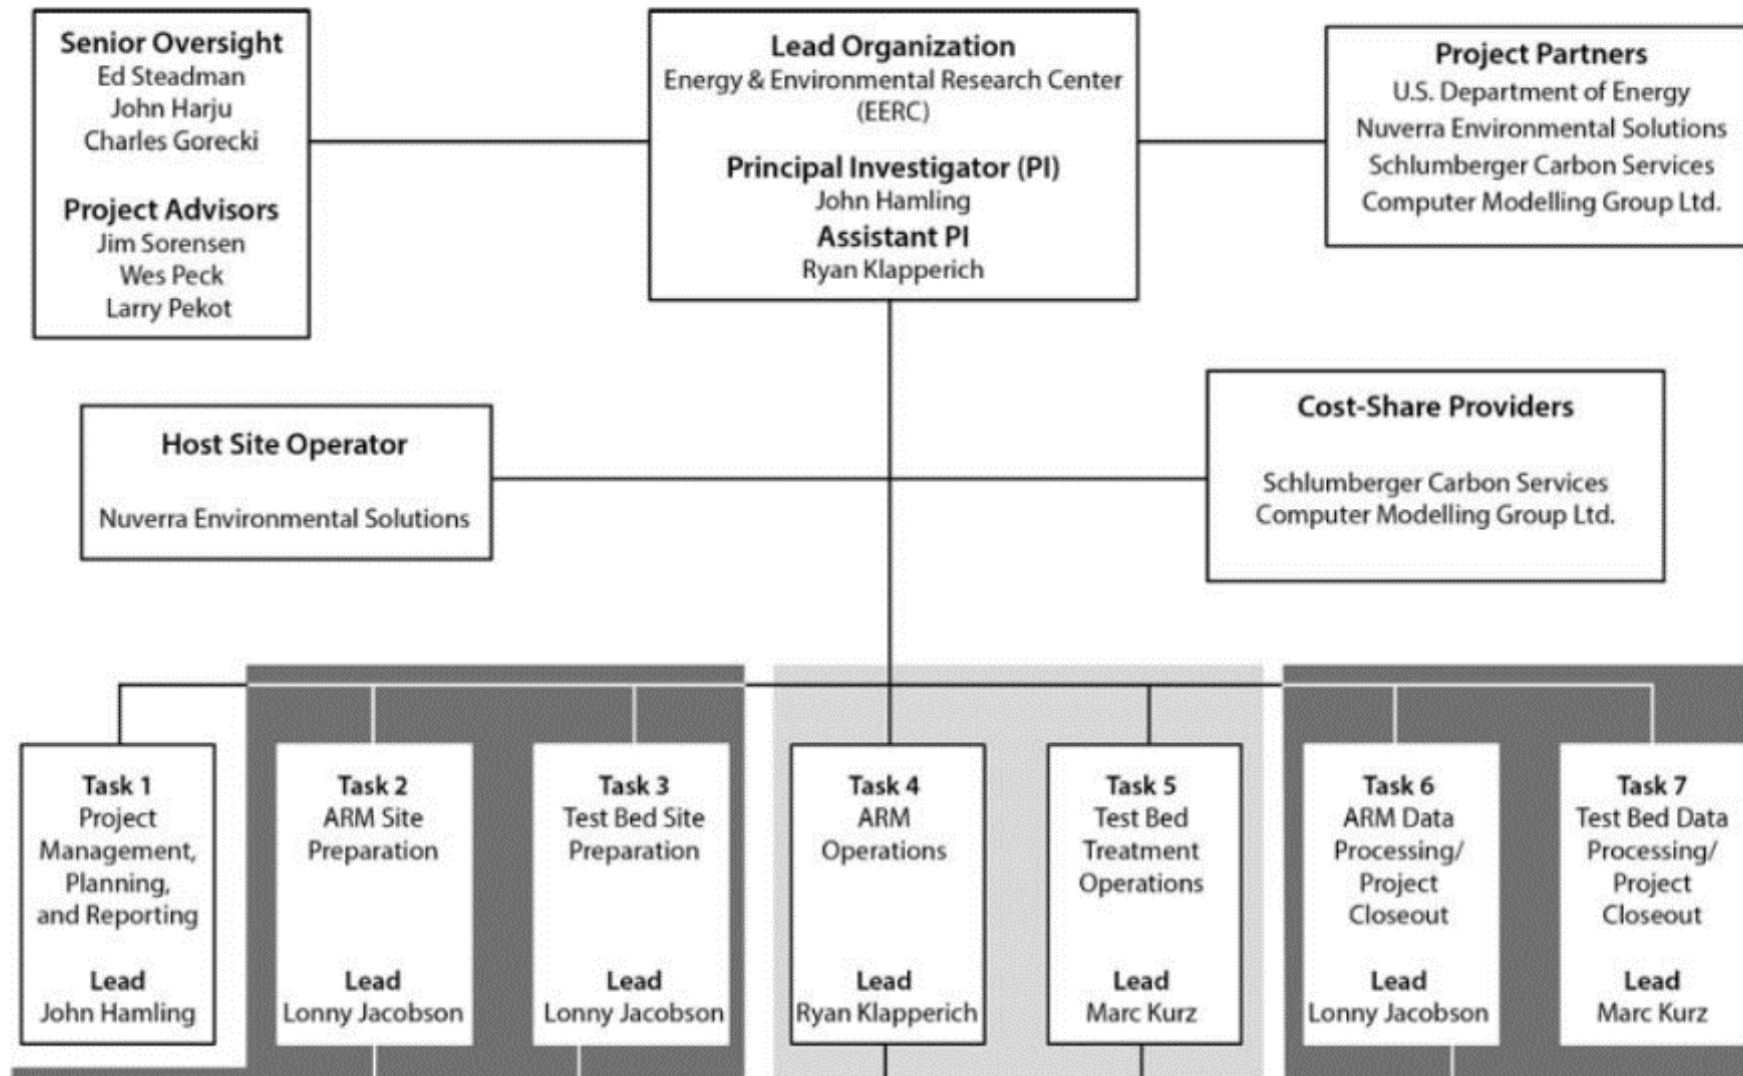 Senior Oversight
Ed Steadman
John Harju
Charles Gorecki
Project Advisors
Jim Sorensen
Wes Peck
Larry Pekot
Lead Organization
Energy & Environmental Research Center
(EERC)
Principal Investigator (PI)
John Hamling
Assistant PI
Ryan Klapperich
Project Partners
U.S. Department of Energy
Nuverra Environmental Solutions
Schlumberger Carbon Services
Computer Modelling Group Ltd.
Host Site Operator
Nuverra Environmental Solutions
Cost-Share Providers
Schlumberger Carbon Services
Computer Modelling Group Ltd.
Task 1
Project
Management,
Planning,
and Reporting
Lead
John Hamling
Task 2
ARM Site
Preparation
Lead
Lonny Jacobson
Task 3
Test Bed Site
Preparation
Lead
Lonny Jacobson
Task 4
ARM
Operations
Lead
Ryan Klapperich
Task 5
Test Bed
Treatment
Operations
Lead
Marc Kurz
Task 6
ARM Data
Processing/
Project
Closeout
Lead
Lonny Jacobson
Task 7
Test Bed Data
Processing/
Project
Closeout
Lead
Marc Kurz